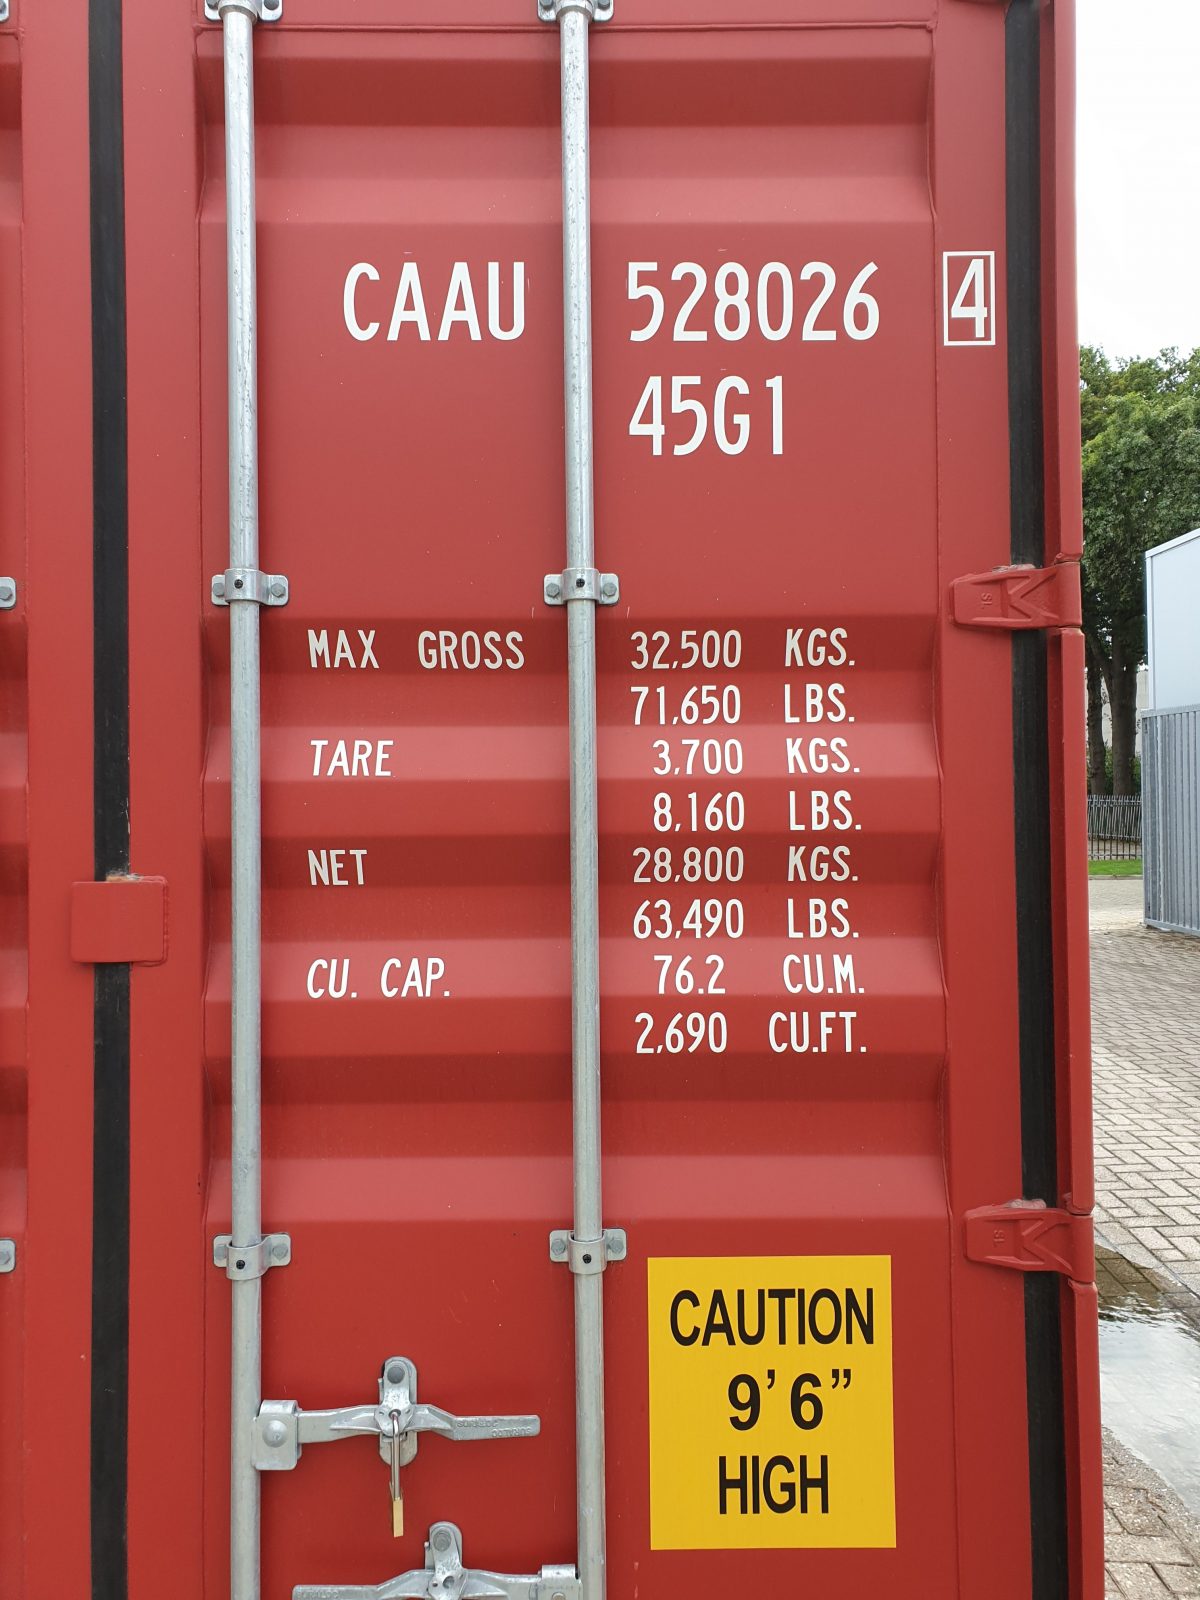 CAAU 528026 4
45G1
MAX GROSS 32,500 KGS.
71,650 LBS.
TARE 3,700 KGS.
8,160 LBS.
NET 28,800 KGS.
63,490 LBS.
CU. CAP. 76.2 CU.M.
2,690 CU.FT.
CAUTION
9' 6"
HIGH